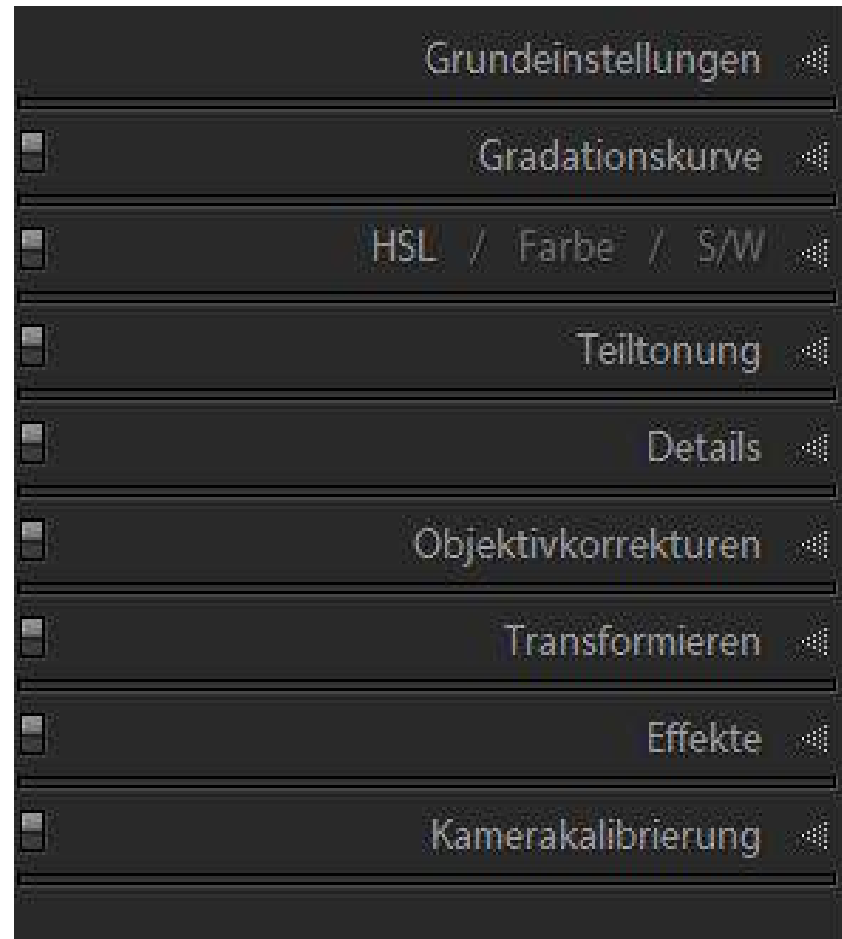 Grundeinstellungen
Gradationskurve
HSL / Farbe / S/W
Teiltonung
Details
Objektivkorrekturen
Transformieren
Effekte
Kamerakalibrierung